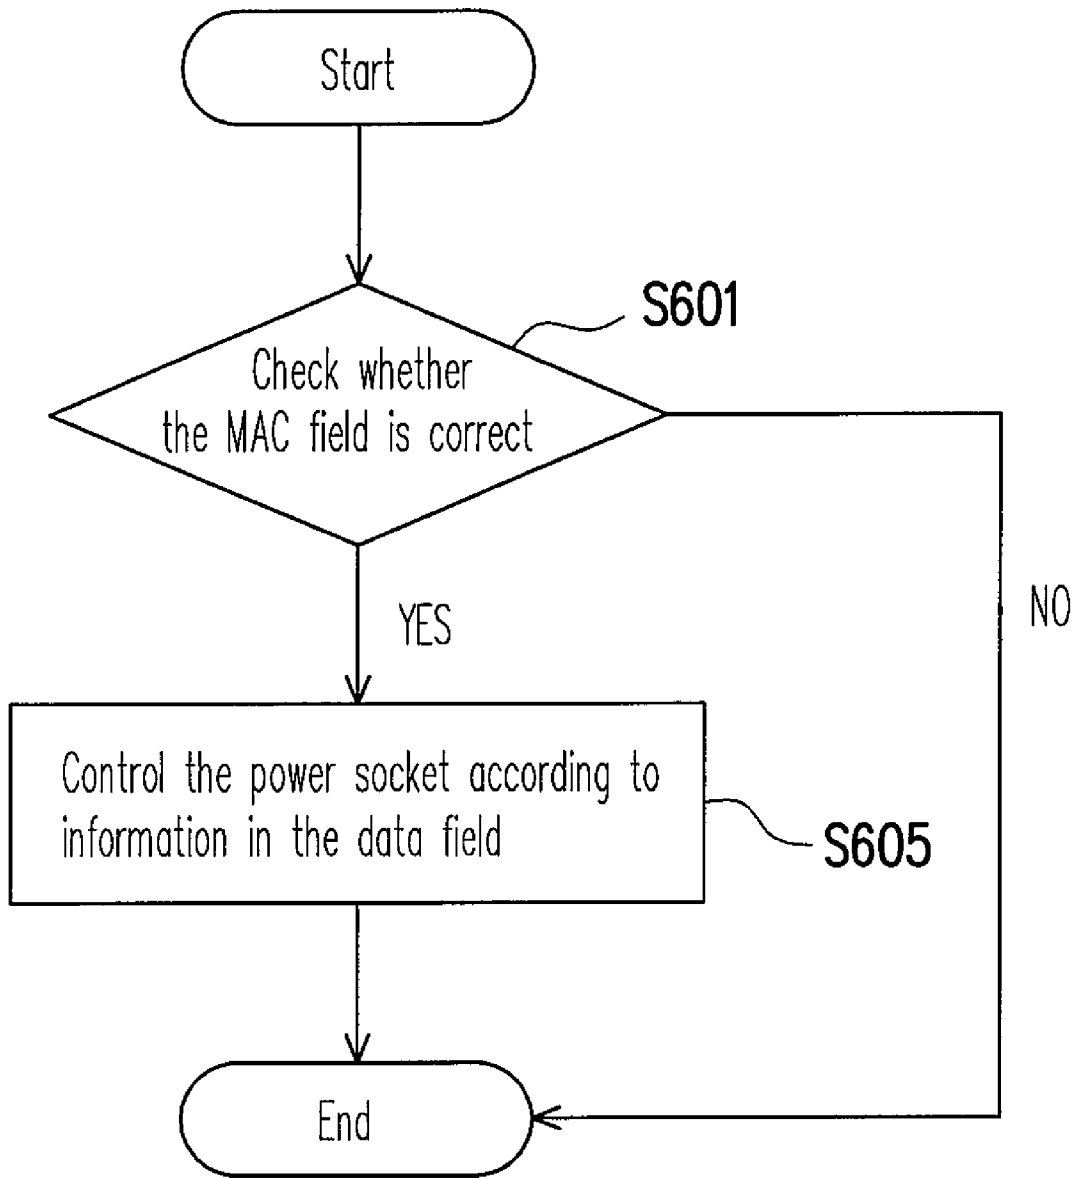 Start
S601
Check whether
the MAC field is correct
YES
NO
Control the power socket according to
information in the data field
S605
End